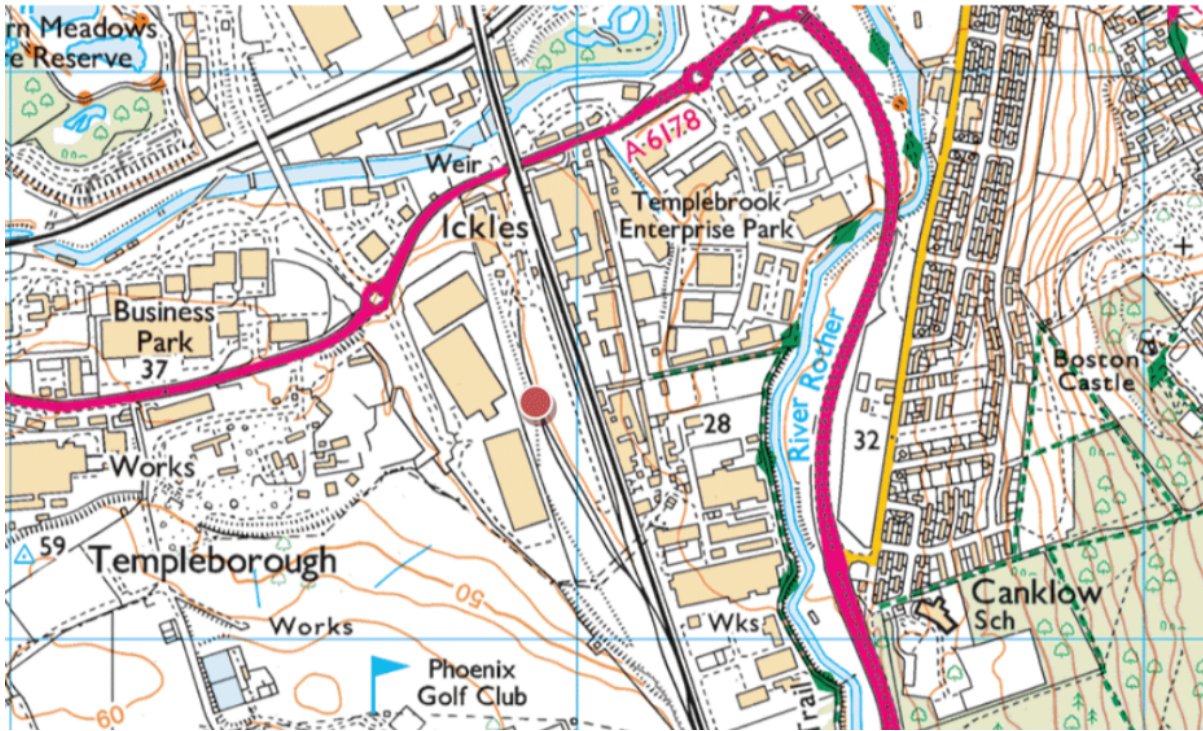 rn Meadows
e Reserve
A 6178
Weir
Ickles
Templebrook
Enterprise Park
Business
Park
37
River Rother
Boston
Castle
28
32
Works
59
Templeborough
50
Canklow
Sch
Works
Wks
Phoenix
Golf Club
60
Trail